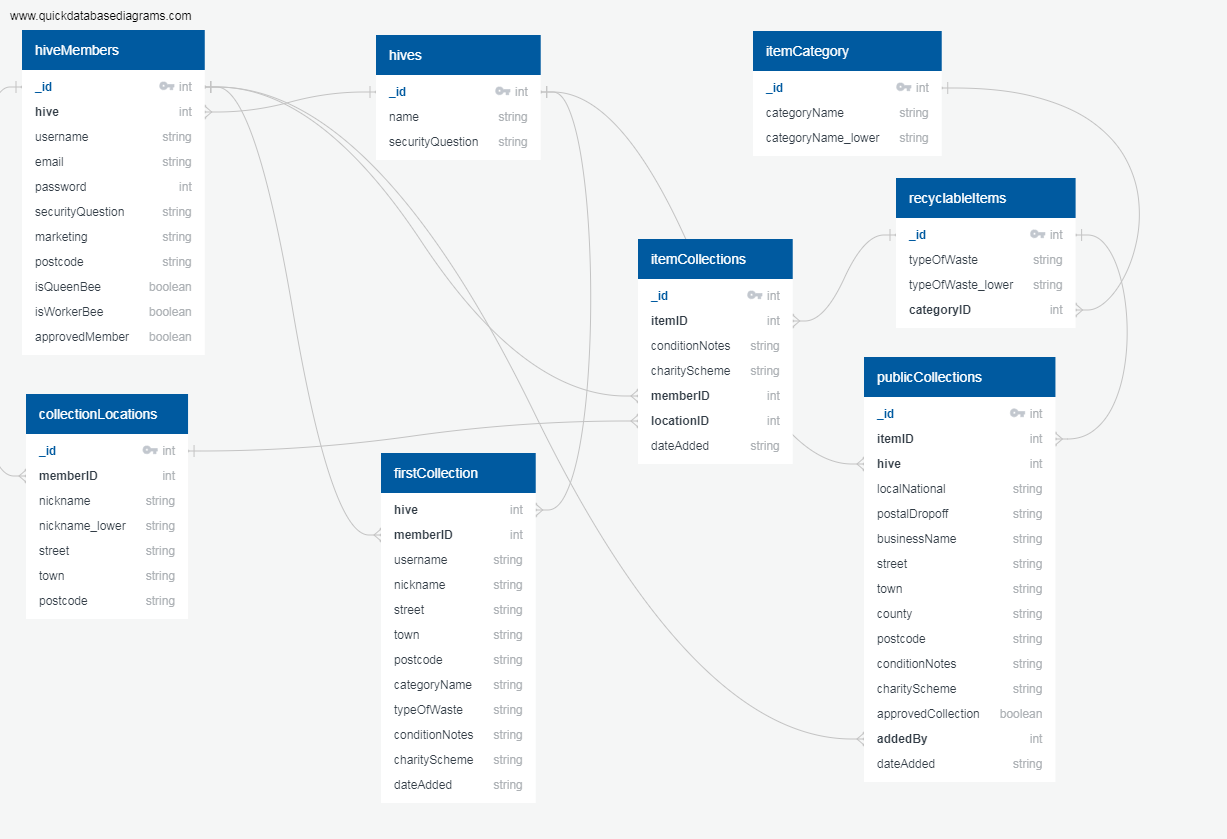 www.quickdatabasediagrams.com
hiveMembers
_id int
hive int
username string
email string
password int
securityQuestion string
marketing string
postcode string
isQueenBee boolean
isWorkerBee boolean
approvedMember boolean
hives
_id int
name string
securityQuestion string
itemCategory
_id int
categoryName string
categoryName_lower string
recyclableItems
_id int
typeOfWaste string
typeOfWaste_lower string
categoryID int
itemCollections
_id int
itemID int
conditionNotes string
charityScheme string
memberID int
locationID int
dateAdded string
collectionLocations
_id int
memberID int
nickname string
nickname_lower string
street string
town string
postcode string
firstCollection
hive int
memberID int
username string
nickname string
street string
town string
postcode string
categoryName string
typeOfWaste string
conditionNotes string
charityScheme string
dateAdded string
publicCollections
_id int
itemID int
hive int
localNational string
postalDropoff string
businessName string
street string
town string
county string
postcode string
conditionNotes string
charityScheme string
approvedCollection boolean
addedBy int
dateAdded string